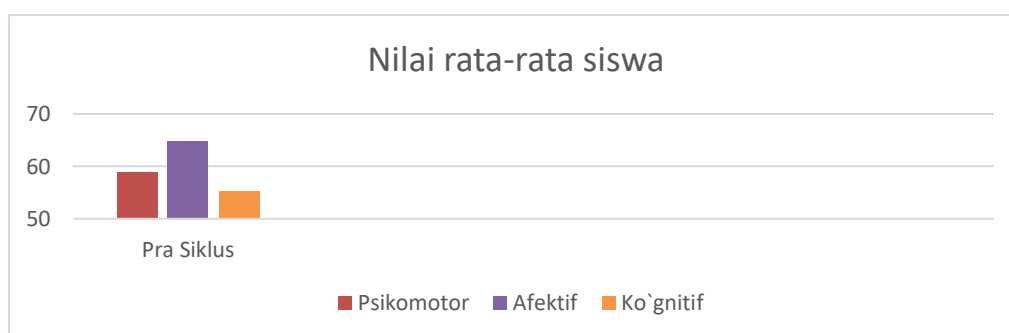 Nilai rata-rata siswa
70
60
50
Pra Siklus
Psikomotor Afektif Ko`gnitif